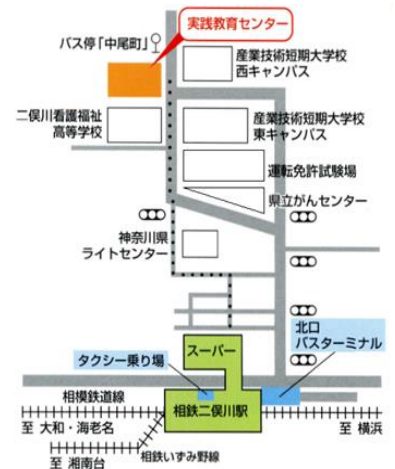 実践教育センター
バス停「中尾町」
産業技術短期大学校
西キャンパス
二俣川看護福祉
高等学校
産業技術短期大学校
東キャンパス
運転免許試験場
県立がんセンター
神奈川県
ライトセンター
北口
バスターミナル
スーパー
タクシー乗り場
相模鉄道線
相鉄二俣川駅
至 大和・海老名
至 横浜
相鉄いずみ野線
至 湘南台